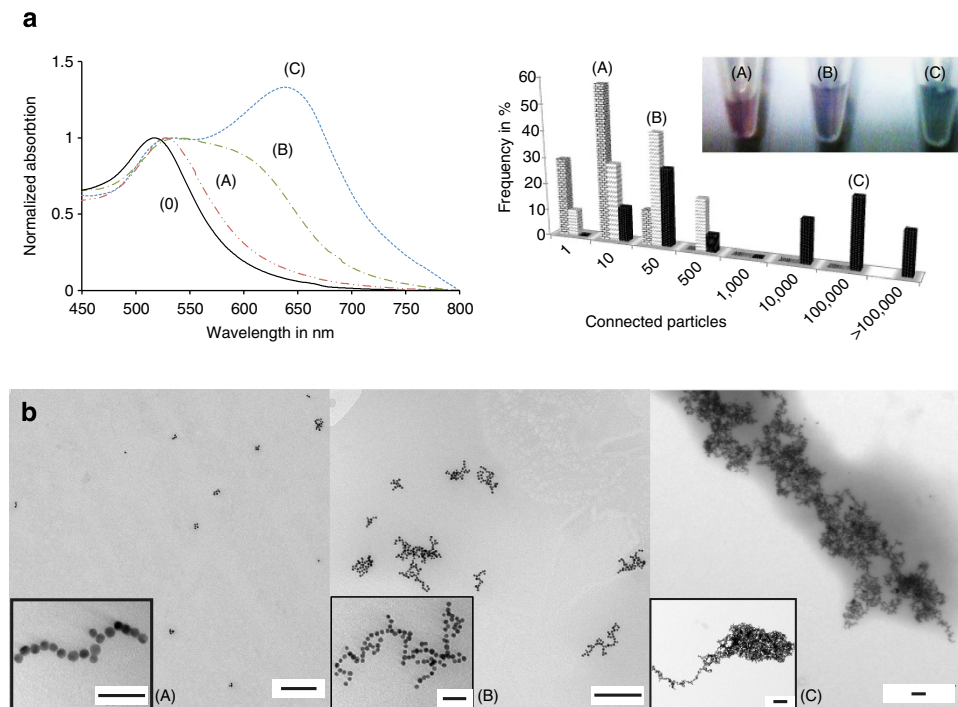 a
1.5
1
0.5
0
Normalized absorbtion
(0)
(A)
(B)
(C)
450 500 550 600 650 700 750 800
Wavelength in nm
60
50
40
30
20
10
0
Frequency in %
(A)
(B)
(C)
(A) (B) (C)
1 10 50 500 1,000 10,000 100,000 >100,000
Connected particles
b
(A)
(B)
(C)